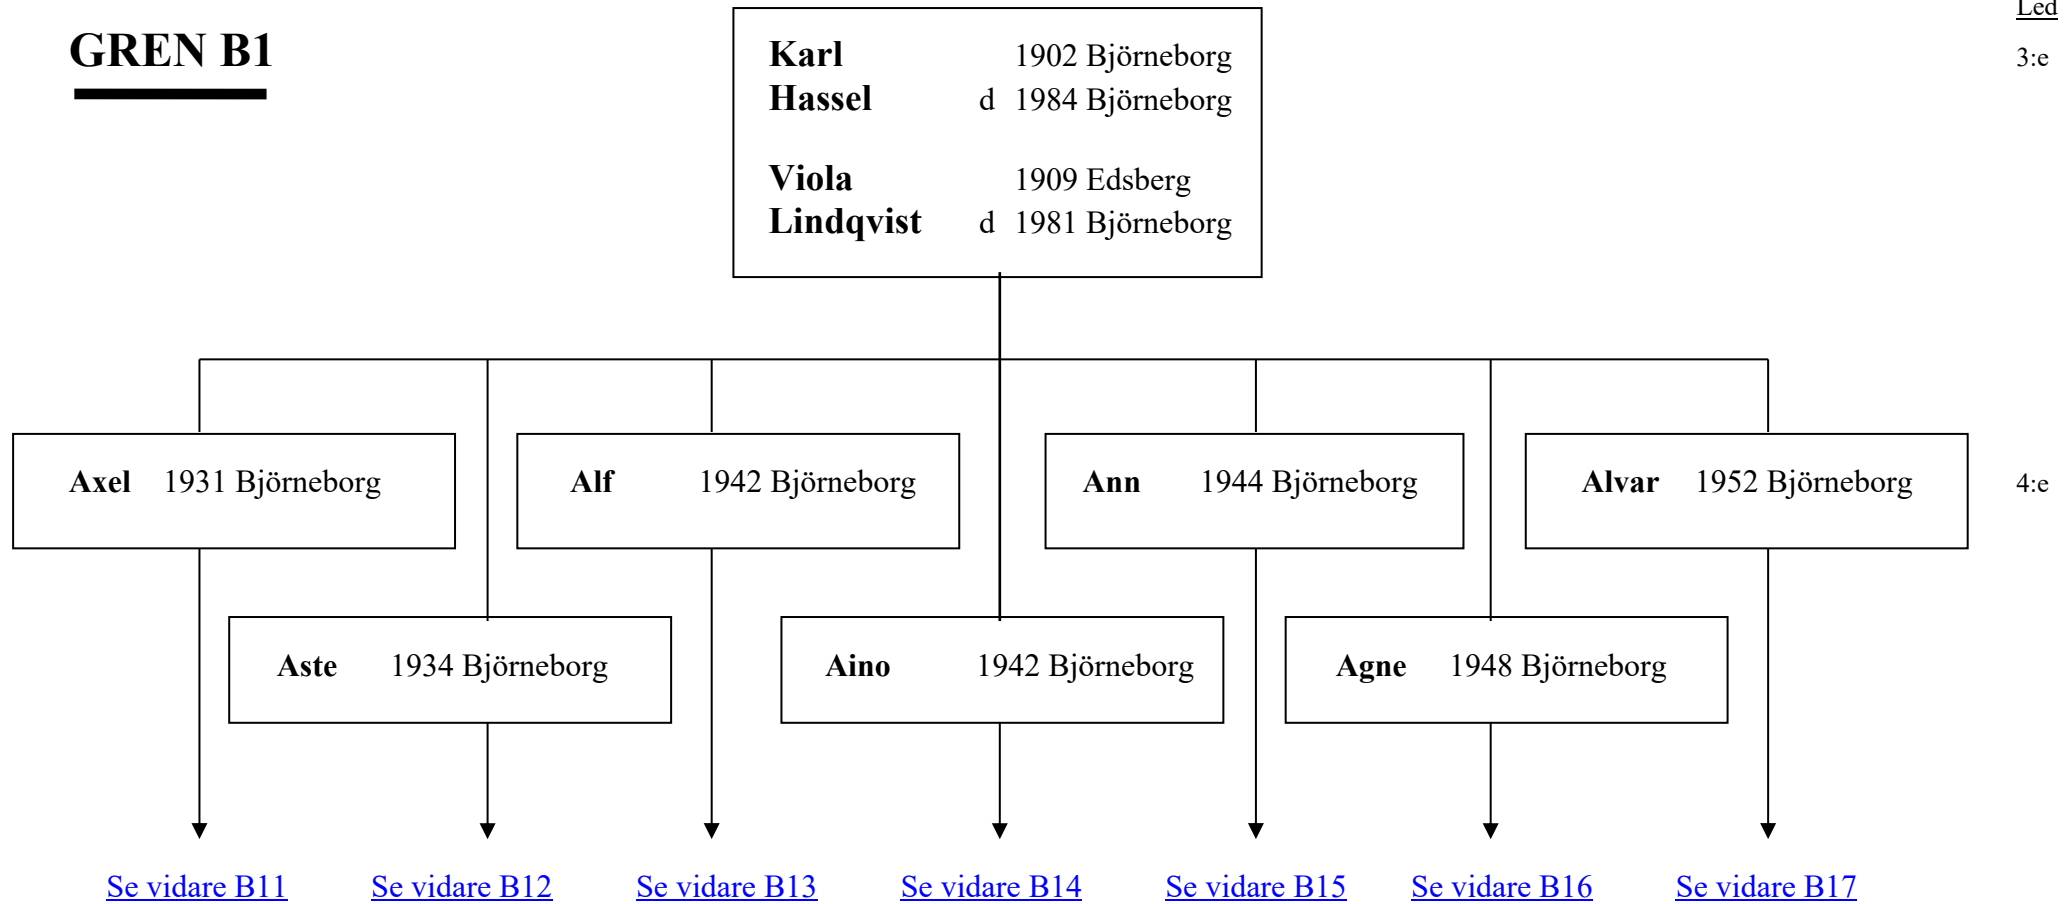 Led
GREN B1
Karl 1902 Björneborg
3:e
Hassel d 1984 Björneborg
Viola 1909 Edsberg
Lindqvist d 1981 Björneborg
Axel 1931 Björneborg
Alf 1942 Björneborg
Ann 1944 Björneborg
Alvar 1952 Björneborg
4:e
Aste 1934 Björneborg
Aino 1942 Björneborg
Agne 1948 Björneborg
Se vidare B11
Se vidare B12
Se vidare B13
Se vidare B14
Se vidare B15
Se vidare B16
Se vidare B17